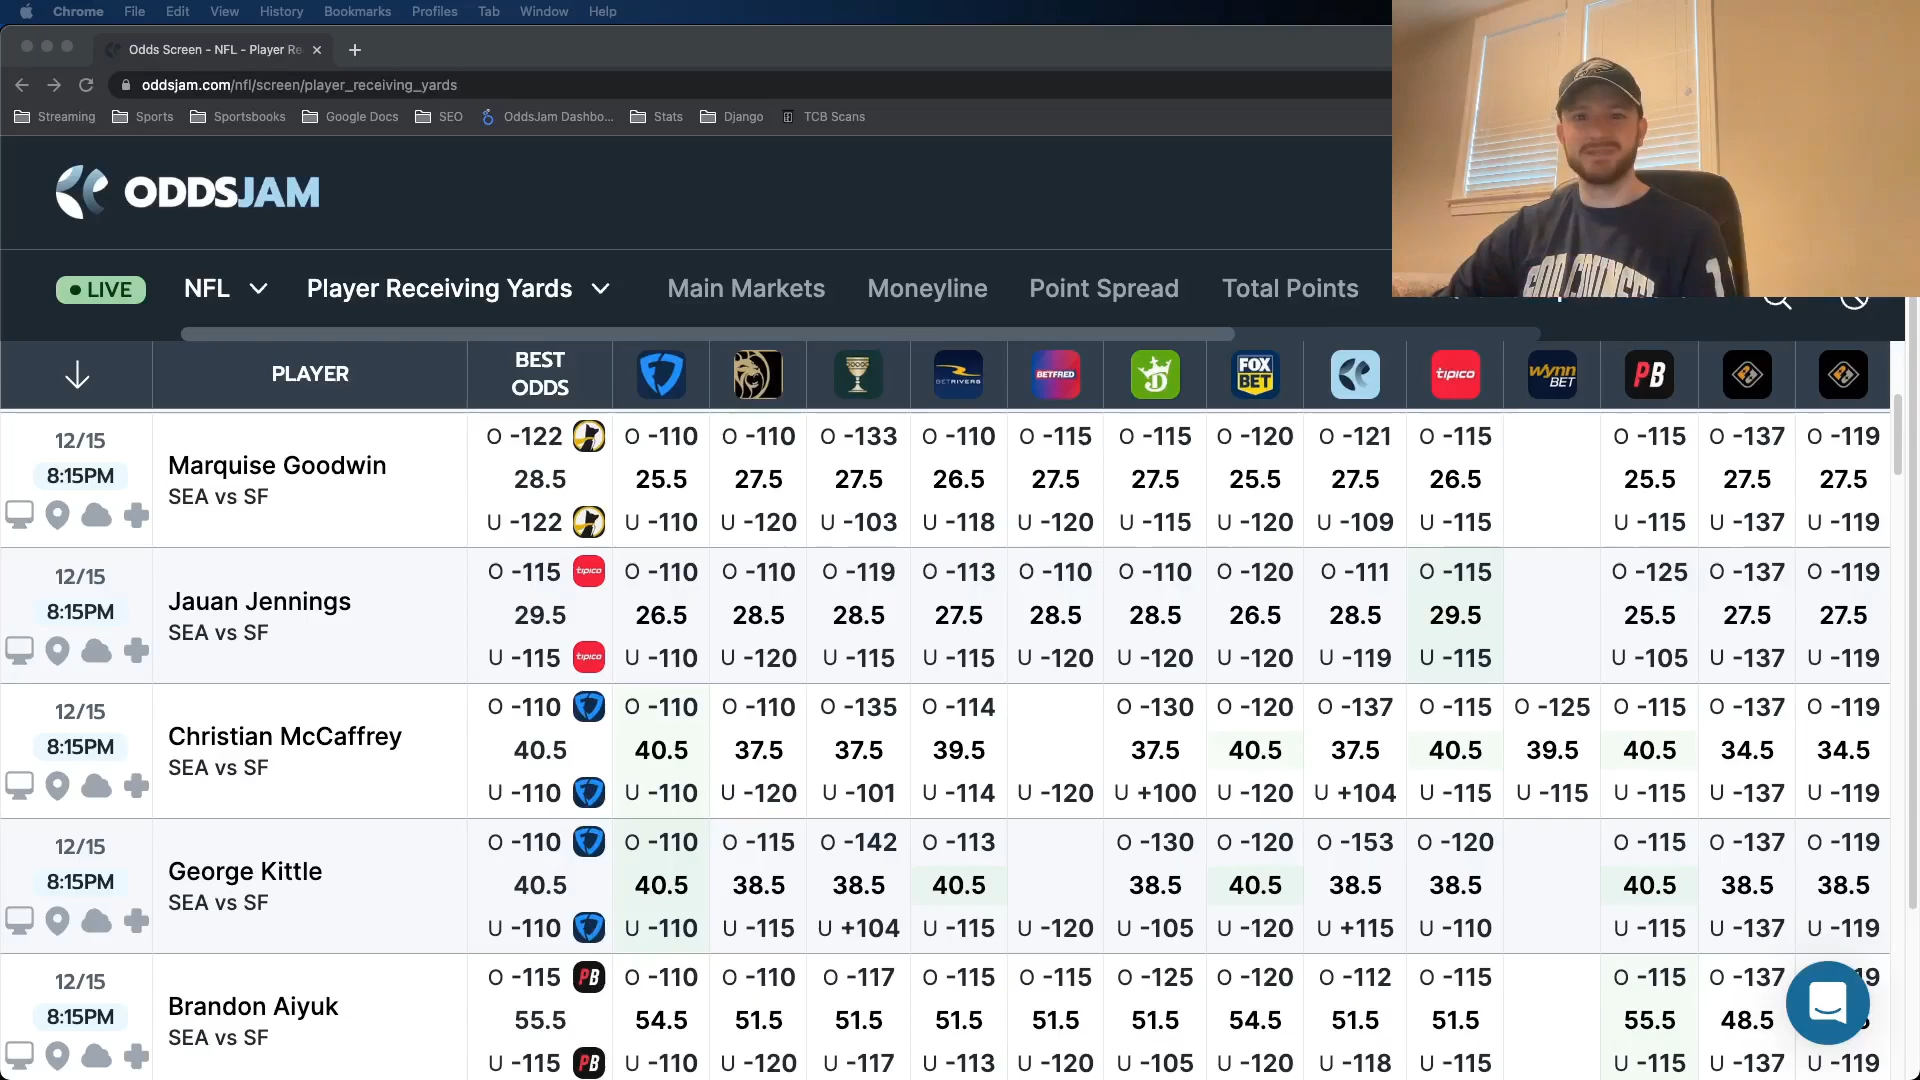 Chrome File Edit View History Bookmarks Profiles Tab Window Help
Odds Screen - NFL - Player Re
oddsjam.com/nfl/screen/player_receiving_yards
Streaming Sports Sportsbooks Google Docs SEO OddsJam Dashbo... Stats Django TCB Scans
ODDSJAM
LIVE NFL Player Receiving Yards Main Markets Moneyline Point Spread Total Points
PLAYER BEST ODDS BETRIVERS BETFRED FOX BET tipico WYNN BET PB
12/15 8:15PM Marquise Goodwin SEA vs SF
O -122 O -110 O -110 O -133 O -110 O -115 O -115 O -120 O -121 O -115 O -115 O -137 O -119
28.5 25.5 27.5 27.5 26.5 27.5 27.5 25.5 27.5 26.5 25.5 27.5 27.5
U -122 U -110 U -120 U -103 U -118 U -120 U -115 U -120 U -109 U -115 U -115 U -137 U -119
12/15 8:15PM Jauan Jennings SEA vs SF
O -115 tipico O -110 O -110 O -119 O -113 O -110 O -110 O -120 O -111 O -115 O -125 O -137 O -119
29.5 26.5 28.5 28.5 27.5 28.5 28.5 26.5 28.5 29.5 25.5 27.5 27.5
U -115 tipico U -110 U -120 U -115 U -115 U -120 U -120 U -120 U -119 U -115 U -105 U -137 U -119
12/15 8:15PM Christian McCaffrey SEA vs SF
O -110 O -110 O -110 O -135 O -114 O -130 O -120 O -137 O -115 O -125 O -115 O -137 O -119
40.5 40.5 37.5 37.5 39.5 37.5 40.5 37.5 40.5 39.5 40.5 34.5 34.5
U -110 U -110 U -120 U -101 U -114 U -120 U +100 U -120 U +104 U -115 U -115 U -115 U -137 U -119
12/15 8:15PM George Kittle SEA vs SF
O -110 O -110 O -115 O -142 O -113 O -130 O -120 O -153 O -120 O -115 O -137 O -119
40.5 40.5 38.5 38.5 40.5 38.5 40.5 38.5 38.5 40.5 38.5 38.5
U -110 U -110 U -115 U +104 U -115 U -120 U -105 U -120 U +115 U -110 U -115 U -137 U -119
12/15 8:15PM Brandon Aiyuk SEA vs SF
O -115 PB O -110 O -110 O -117 O -115 O -115 O -125 O -120 O -112 O -115 O -115 O -137
55.5 54.5 51.5 51.5 51.5 51.5 51.5 54.5 51.5 51.5 55.5 48.5
U -115 PB U -110 U -120 U -117 U -113 U -120 U -105 U -120 U -118 U -115 U -115 U -137 U -119